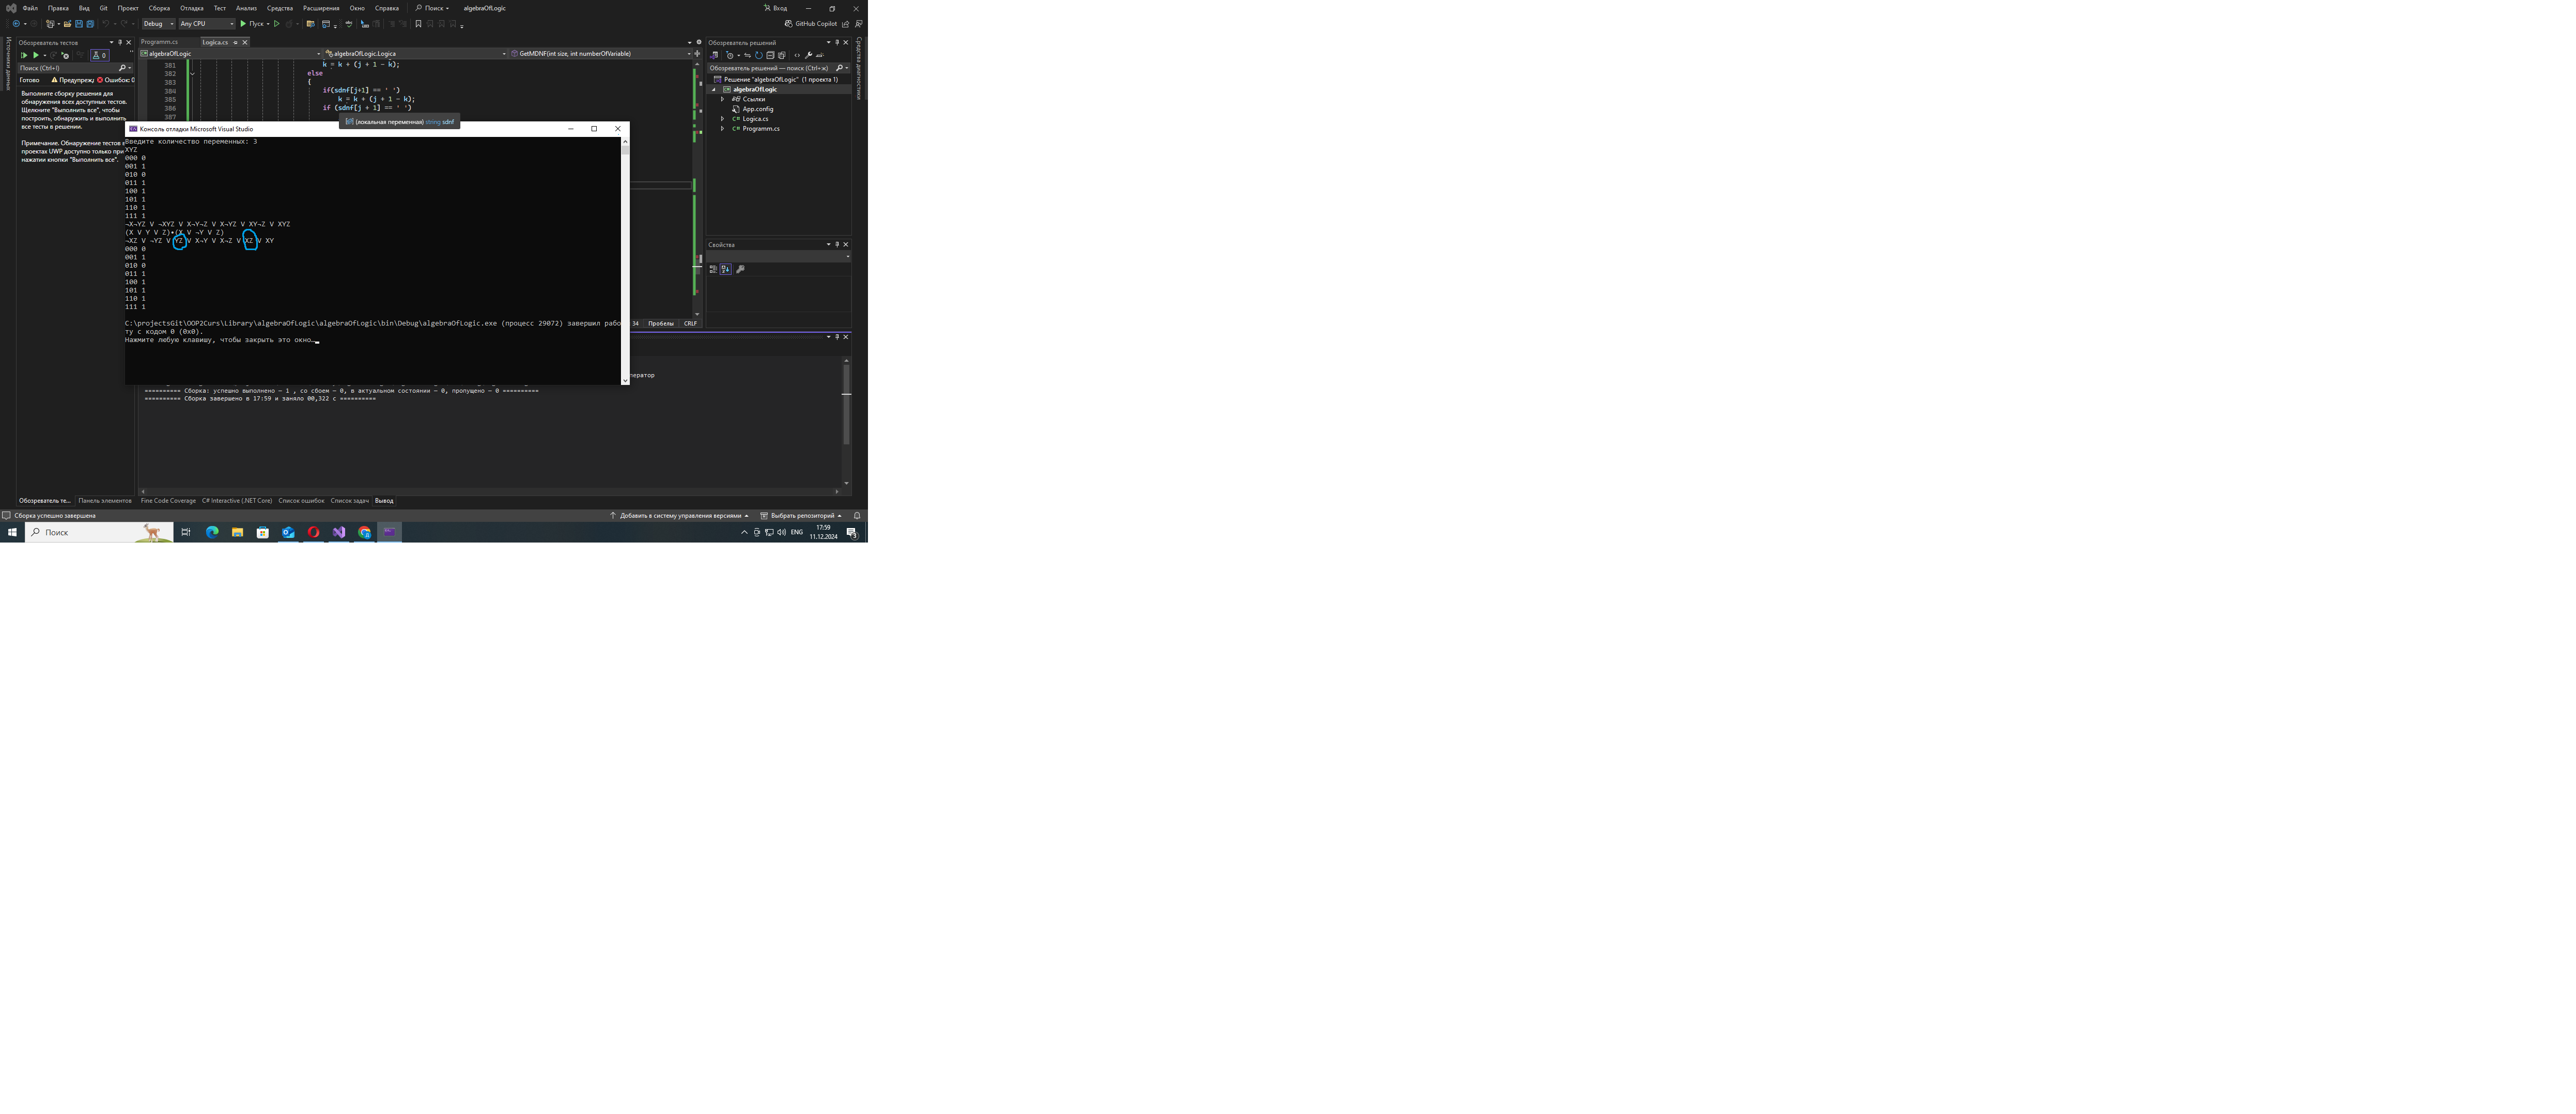 Файл Правка Вид Git Проект Сборка Отладка Тест Анализ Средства Расширения Окно Справка Поиск algebraOfLogic Вход
Debug Any CPU Пуск GitHub Copilot
Источники данных
Обозреватель тестов
Поиск (Ctrl+I)
Готово Предупреж Ошибок: 0
Выполните сборку решения для
обнаружения всех доступных тестов.
Щелкните "Выполнить все", чтобы
построить, обнаружить и выполнить
все тесты в решении.
Примечание. Обнаружение тестов в
проектах UWP доступно только при
нажатии кнопки "Выполнить все".
Programm.cs Logica.cs
algebraOfLogic algebraOfLogic.Logica GetMDNF(int size, int numberOfVariable)
381 k = k + (j + 1 - k);
382 else
383 {
384 if(sdnf[j+1] == ' ')
385 k = k + (j + 1 - k);
386 if (sdnf[j + 1] == ' ')
387
(локальная переменная) string sdnf
Консоль отладки Microsoft Visual Studio
Введите количество переменных: 3
XYZ
000 0
001 1
010 0
011 1
100 1
101 1
110 1
111 1
¬X¬YZ V ¬XYZ V X¬Y¬Z V X¬YZ V XY¬Z V XYZ
(X V Y V Z)•(X V ¬Y V Z)
¬XZ V ¬YZ V YZ V X¬Y V X¬Z V XZ V XY
000 0
001 1
010 0
011 1
100 1
101 1
110 1
111 1
C:\projectsGit\OOP2Curs\Library\algebraOfLogic\algebraOfLogic\bin\Debug\algebraOfLogic.exe (процесс 29072) завершил рабо
ту с кодом 0 (0x0).
Нажмите любую клавишу, чтобы закрыть это окно…
34 Пробелы CRLF
ператор
========== Сборка: успешно выполнено — 1 , со сбоем — 0, в актуальном состоянии — 0, пропущено — 0 ==========
========== Сборка завершено в 17:59 и заняло 00,322 с ==========
Обозреватель решений
Обозреватель решений — поиск (Ctrl+ж)
Решение "algebraOfLogic" (1 проекта 1)
algebraOfLogic
Ссылки
App.config
Logica.cs
Programm.cs
Свойства
Средства диагностики
Обозреватель те... Панель элементов Fine Code Coverage C# Interactive (.NET Core) Список ошибок Список задач Вывод
Сборка успешно завершена Добавить в систему управления версиями Выбрать репозиторий
Поиск ENG 17:59
11.12.2024 3